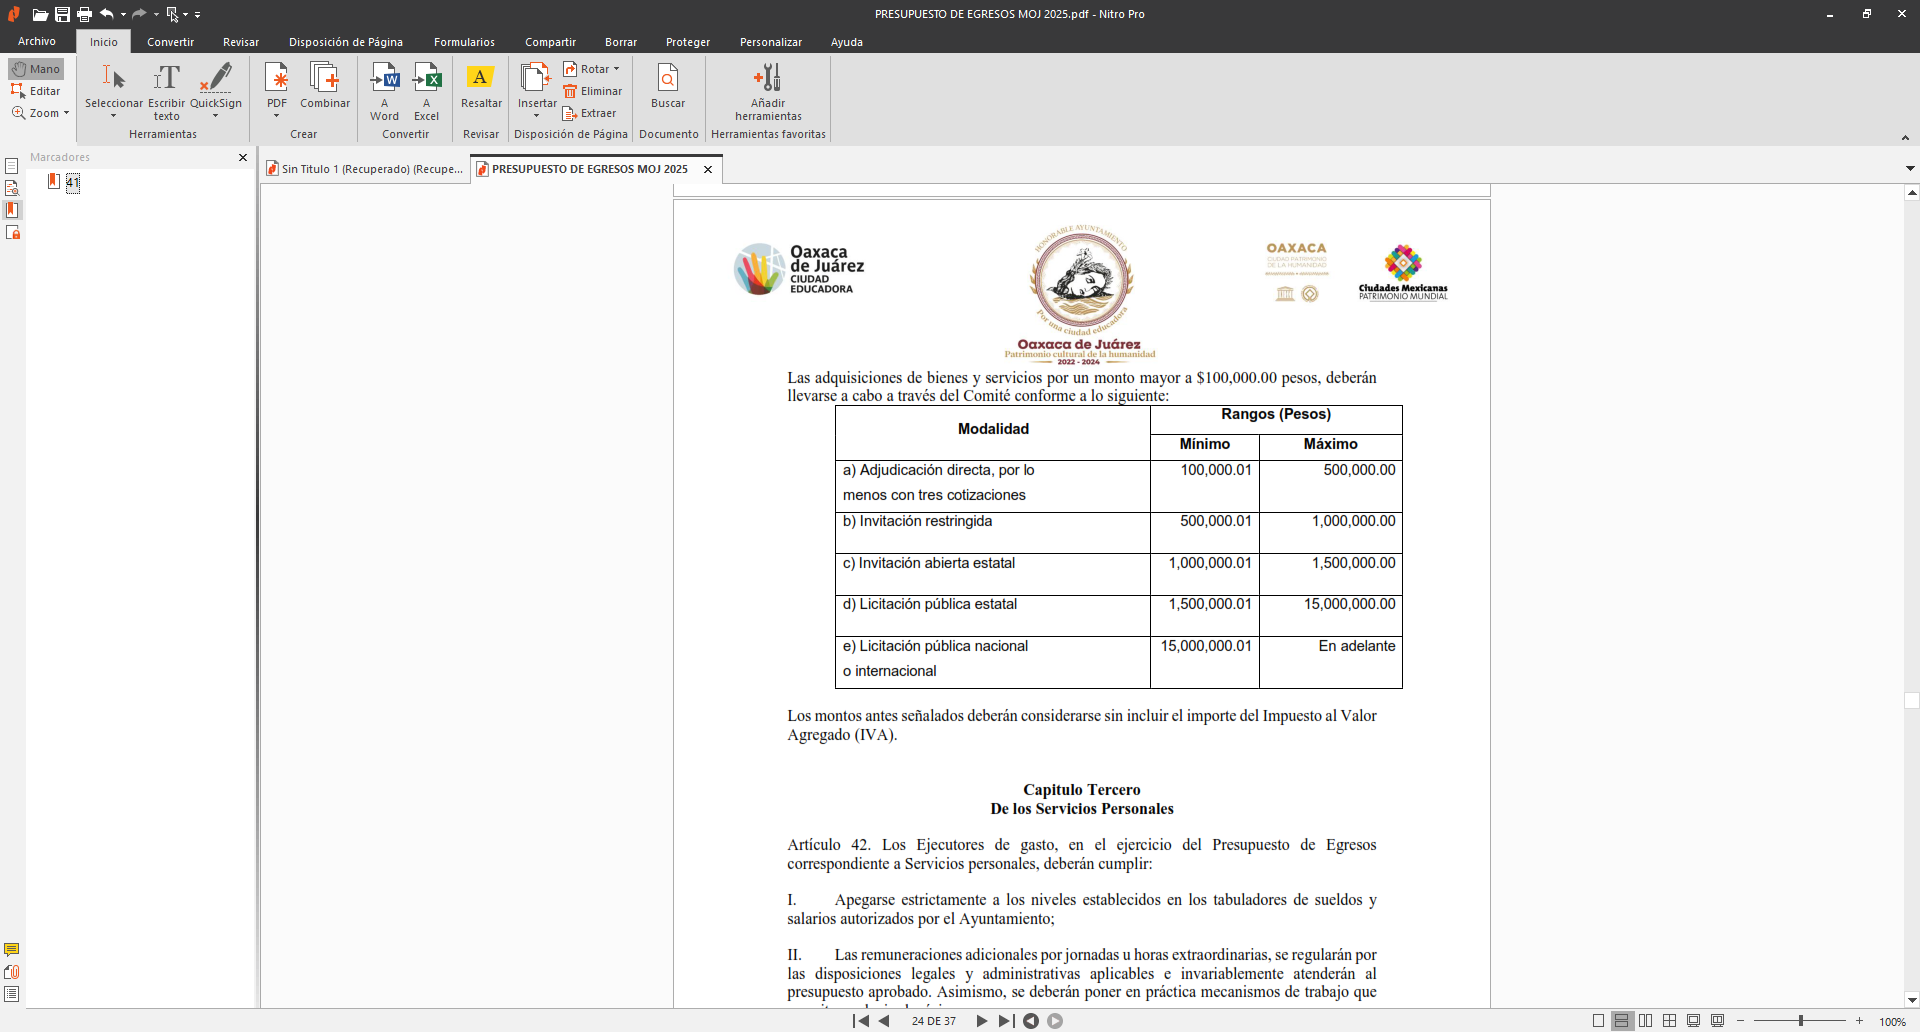 PRESUPUESTO DE EGRESOS MOJ 2025.pdf - Nitro Pro
Archivo Inicio Convertir Revisar Disposición de Página Formularios Compartir Borrar Proteger Personalizar Ayuda
Mano
Editar
Zoom
Seleccionar
Escribir
texto
QuickSign
Herramientas
PDF
Combinar
Crear
A
Word
A
Excel
Convertir
Resaltar
Revisar
Insertar
Rotar
Eliminar
Extraer
Disposición de Página
Buscar
Documento
Añadir
herramientas
Herramientas favoritas
Marcadores
41
Sin Titulo 1 (Recuperado) (Recupe...
PRESUPUESTO DE EGRESOS MOJ 2025
Oaxaca
de Juárez
CIUDAD
EDUCADORA
HONORABLE AYUNTAMIENTO
Por una ciudad educadora
Oaxaca de Juárez
Patrimonio cultural de la humanidad
2022 - 2024
OAXACA
CIUDAD PATRIMONIO
DE LA HUMANIDAD
Ciudades Mexicanas
PATRIMONIO MUNDIAL
Las adquisiciones de bienes y servicios por un monto mayor a $100,000.00 pesos, deberán
llevarse a cabo a través del Comité conforme a lo siguiente:
Modalidad
Rangos (Pesos)
Mínimo Máximo
a) Adjudicación directa, por lo
menos con tres cotizaciones
100,000.01 500,000.00
b) Invitación restringida 500,000.01 1,000,000.00
c) Invitación abierta estatal 1,000,000.01 1,500,000.00
d) Licitación pública estatal 1,500,000.01 15,000,000.00
e) Licitación pública nacional
o internacional
15,000,000.01 En adelante
Los montos antes señalados deberán considerarse sin incluir el importe del Impuesto al Valor
Agregado (IVA).
Capitulo Tercero
De los Servicios Personales
Artículo 42. Los Ejecutores de gasto, en el ejercicio del Presupuesto de Egresos
correspondiente a Servicios personales, deberán cumplir:
I. Apegarse estrictamente a los niveles establecidos en los tabuladores de sueldos y
salarios autorizados por el Ayuntamiento;
II. Las remuneraciones adicionales por jornadas u horas extraordinarias, se regularán por
las disposiciones legales y administrativas aplicables e invariablemente atenderán al
presupuesto aprobado. Asimismo, se deberán poner en práctica mecanismos de trabajo que
24 DE 37
100%